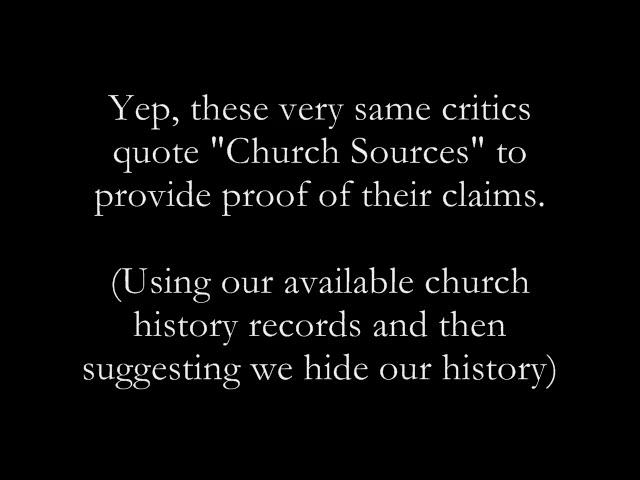 Yep, these very same critics
quote "Church Sources" to
provide proof of their claims.
(Using our available church
history records and then
suggesting we hide our history)